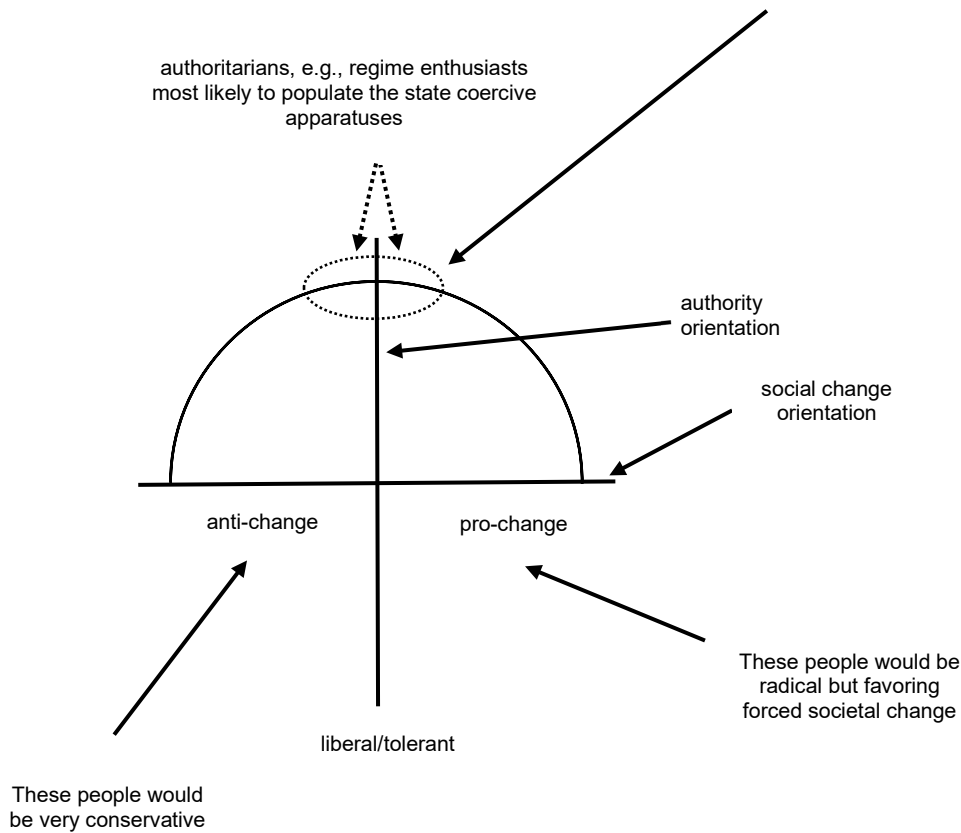 authoritarians, e.g., regime enthusiasts
most likely to populate the state coercive
apparatuses
authority
orientation
social change
orientation
anti-change
pro-change
These people would be
radical but favoring
forced societal change
liberal/tolerant
These people would
be very conservative